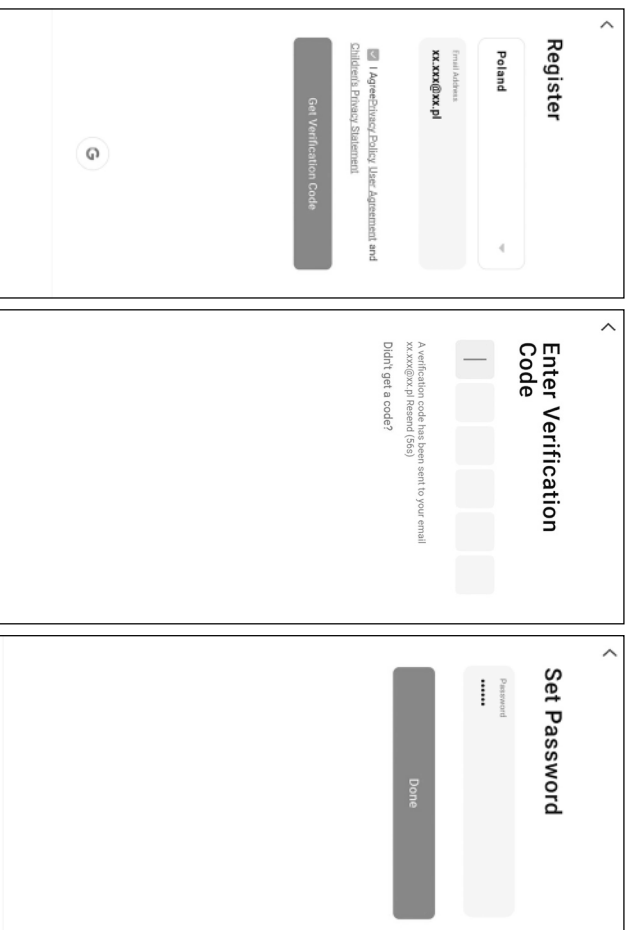 Register
Poland
Email Address
xx.xxx@xx.pl
I AgreePrivacy Policy User Agreement and
Children's Privacy Statement
Get Verification Code
G
Enter Verification
Code
A verification code has been sent to your email
xx.xxx@xx.pl Resend (56s)
Didn't get a code?
Set Password
Password
••••••
Done